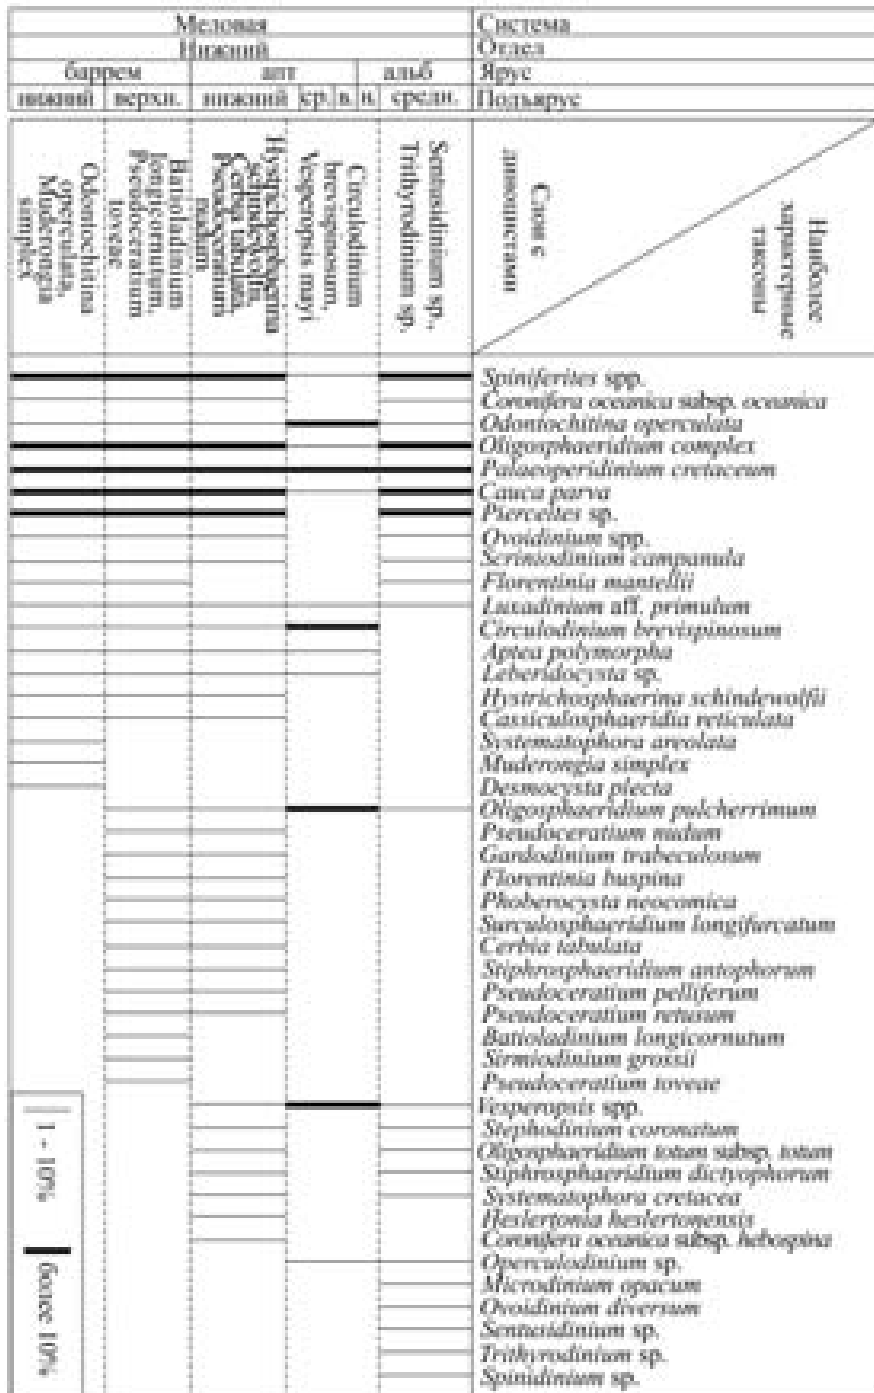 Меловая Система
Нижний Отдел
баррем апт альб Ярус
нижний верхн. нижний ср. в. н. средн. Подъярус
Odontochitina
operculata,
Muderongia
simplex
Batioladinium
longicornutum,
Pseudoceratium
toveae
Hystrichosphaerina
schindewolfii,
Cerbia tabulata,
Pseudoceratium
nudum
Circulodinium
brevispinosum,
Vesperopsis mayi
Sentusidinium sp.,
Trithyrodinium sp.
Слои с
диноцистами
Наиболее
характерные
таксоны
Spiniferites spp.
Coronifera oceanica subsp. oceanica
Odontochitina operculata
Oligosphaeridium complex
Palaeoperidinium cretaceum
Cauca parva
Piercelles sp.
Ovoidinium spp.
Scriniodinium campanula
Florentinia mantellii
Luxadinium aff. primulum
Circulodinium brevispinosum
Aptea polymorpha
Leberidocysta sp.
Hystrichosphaerina schindewolfii
Cassiculosphaeridia reticulata
Systematophora areolata
Muderongia simplex
Desmocysta plecta
Oligosphaeridium pulcherrimum
Pseudoceratium nudum
Gardodinium trabeculosum
Florentinia buspina
Phoberocysta neocomica
Surculosphaeridium longifurcatum
Cerbia tabulata
Stiphrosphaeridium antophorum
Pseudoceratium pelliferum
Pseudoceratium retusum
Batioladinium longicornutum
Sirmiodinium grossii
Pseudoceratium toveae
Vesperopsis spp.
Stephodinium coronatum
Oligosphaeridium totum subsp. totum
Stiphrosphaeridium dictyophorum
Systematophora cretacea
Heslertonia heslertonensis
Coronifera oceanica subsp. hebospina
Operculodinium sp.
Microdinium opacum
Ovoidinium diversum
Sentusidinium sp.
Trithyrodinium sp.
Spinidinium sp.
1 - 10%
более 10%